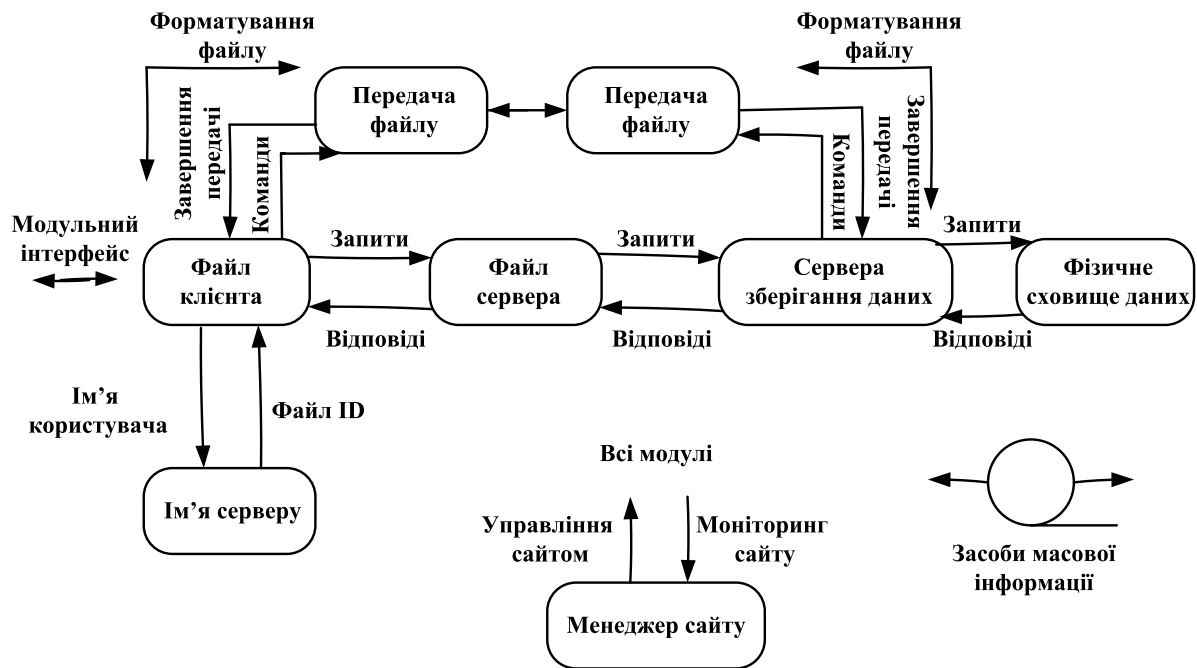 Форматування
файлу
Форматування
файлу
Передача
файлу
Передача
файлу
Завершення
передачі
Команди
Команди
передачі
Завершення
Модульний
інтерфейс
Файл
клієнта
Запити
Файл
сервера
Запити
Сервера
зберігання даних
Запити
Фізичне
сховище даних
Відповіді
Відповіді
Відповіді
Ім’я
користувача
Файл ID
Ім’я серверу
Всі модулі
Управління
сайтом
Моніторинг
сайту
Менеджер сайту
Засоби масової
інформації